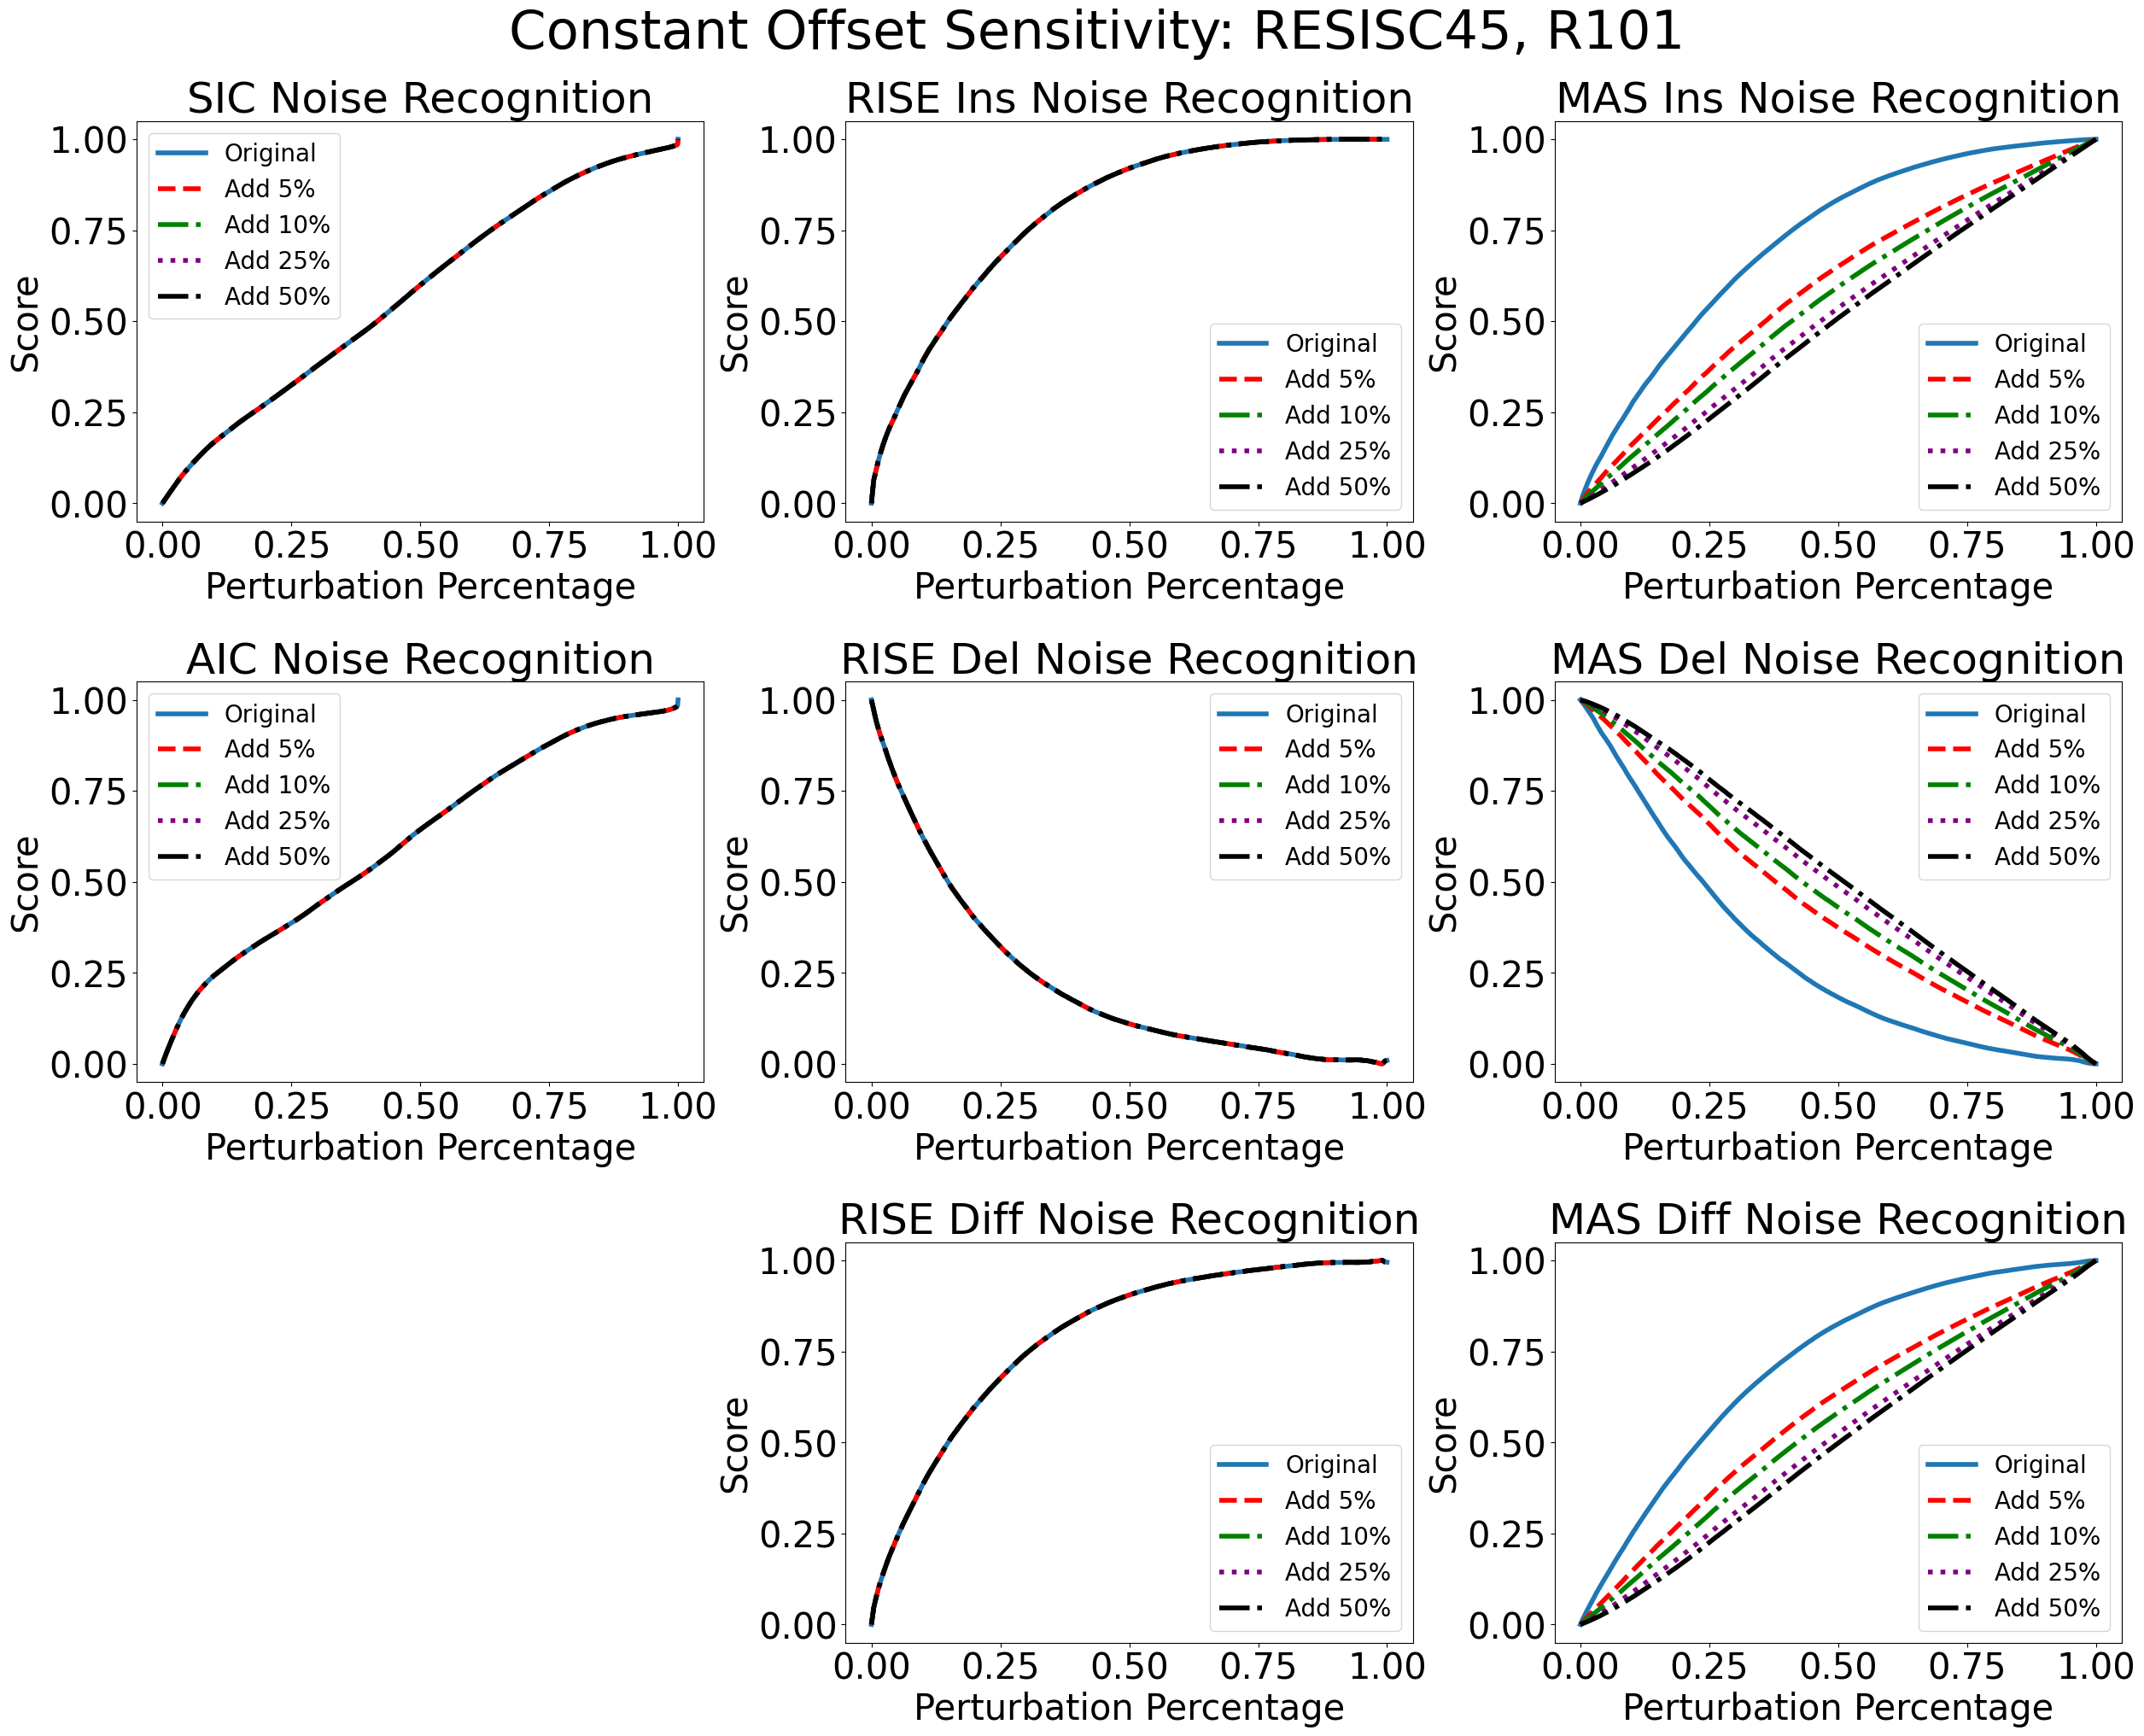 Constant Offset Sensitivity: RESISC45, R101
SIC Noise Recognition
1.00
0.75
0.50
0.25
0.00
Score
Original
Add 5%
Add 10%
Add 25%
Add 50%
0.00 0.25 0.50 0.75 1.00
Perturbation Percentage
RISE Ins Noise Recognition
1.00
0.75
0.50
0.25
0.00
Score
Original
Add 5%
Add 10%
Add 25%
Add 50%
0.00 0.25 0.50 0.75 1.00
Perturbation Percentage
MAS Ins Noise Recognition
1.00
0.75
0.50
0.25
0.00
Score
Original
Add 5%
Add 10%
Add 25%
Add 50%
0.00 0.25 0.50 0.75 1.00
Perturbation Percentage
AIC Noise Recognition
1.00
0.75
0.50
0.25
0.00
Score
Original
Add 5%
Add 10%
Add 25%
Add 50%
0.00 0.25 0.50 0.75 1.00
Perturbation Percentage
RISE Del Noise Recognition
1.00
0.75
0.50
0.25
0.00
Score
Original
Add 5%
Add 10%
Add 25%
Add 50%
0.00 0.25 0.50 0.75 1.00
Perturbation Percentage
MAS Del Noise Recognition
1.00
0.75
0.50
0.25
0.00
Score
Original
Add 5%
Add 10%
Add 25%
Add 50%
0.00 0.25 0.50 0.75 1.00
Perturbation Percentage
RISE Diff Noise Recognition
1.00
0.75
0.50
0.25
0.00
Score
Original
Add 5%
Add 10%
Add 25%
Add 50%
0.00 0.25 0.50 0.75 1.00
Perturbation Percentage
MAS Diff Noise Recognition
1.00
0.75
0.50
0.25
0.00
Score
Original
Add 5%
Add 10%
Add 25%
Add 50%
0.00 0.25 0.50 0.75 1.00
Perturbation Percentage